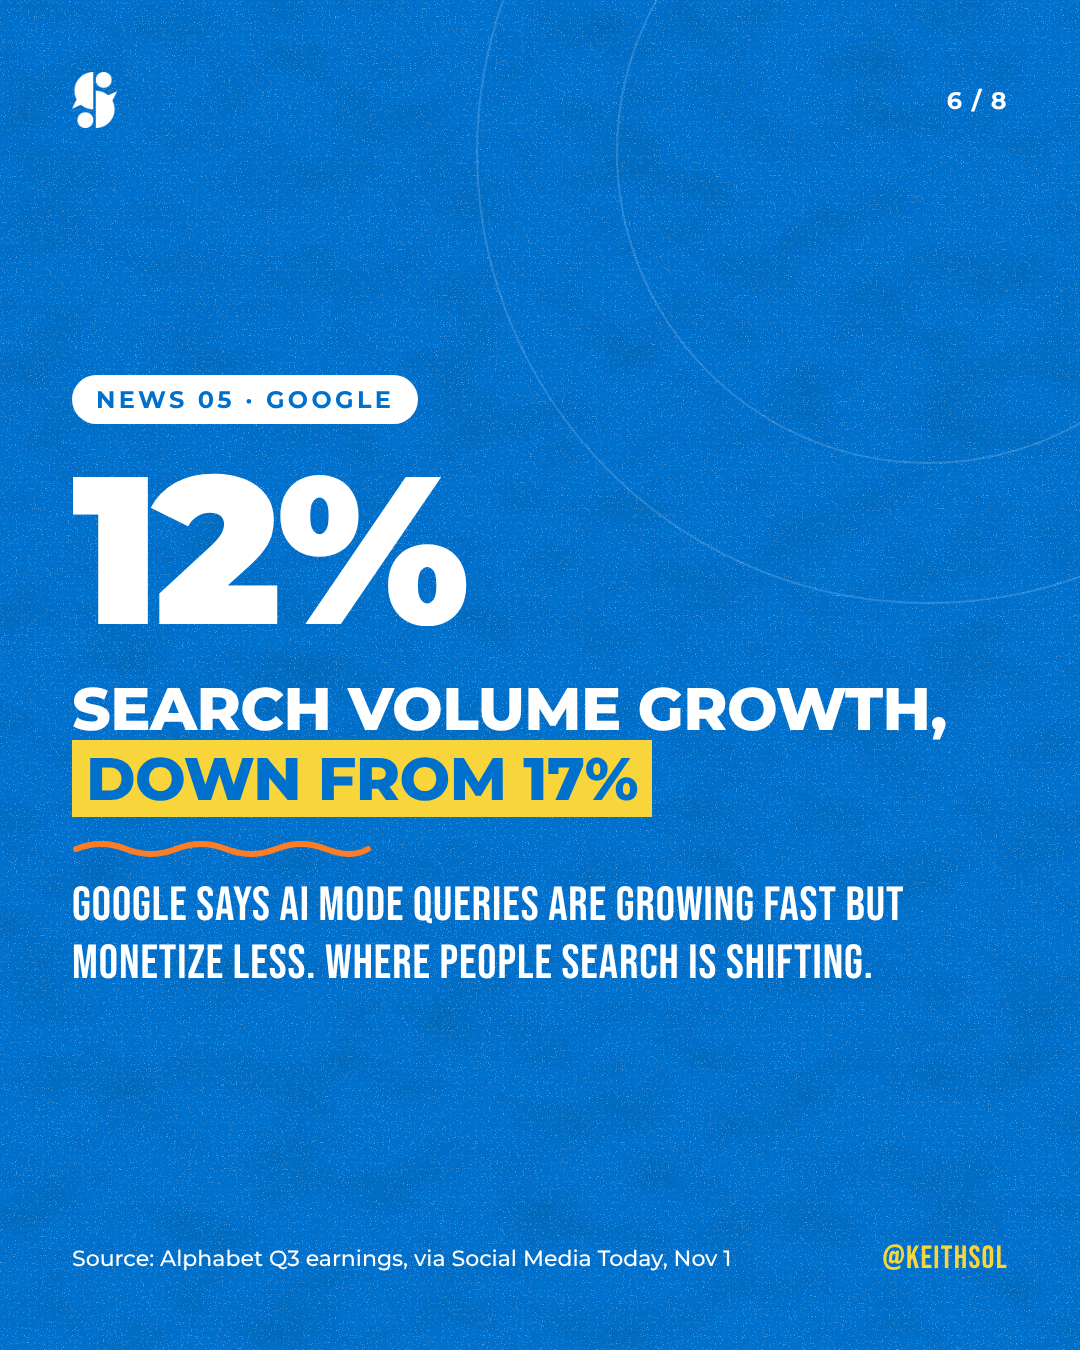 6 / 8
NEWS 05 · GOOGLE
12%
SEARCH VOLUME GROWTH,
DOWN FROM 17%
GOOGLE SAYS AI MODE QUERIES ARE GROWING FAST BUT
MONETIZE LESS. WHERE PEOPLE SEARCH IS SHIFTING.
Source: Alphabet Q3 earnings, via Social Media Today, Nov 1
@KEITHSOL